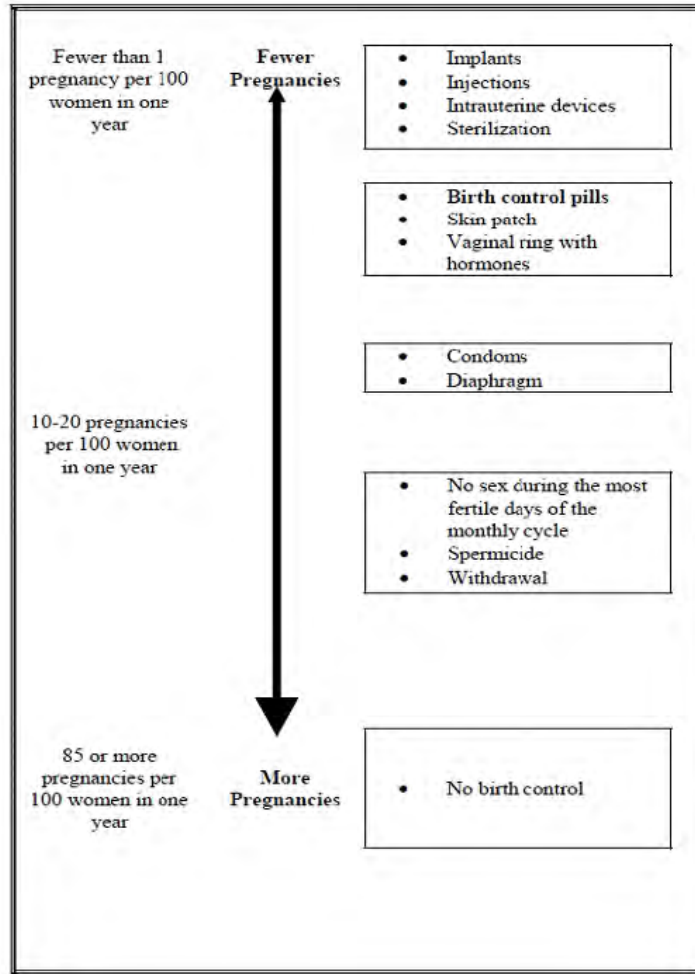 Fewer than 1
pregnancy per 100
women in one
year
Fewer
Pregnancies
• Implants
• Injections
• Intrauterine devices
• Sterilization
• Birth control pills
• Skin patch
• Vaginal ring with
hormones
• Condoms
• Diaphragm
10-20 pregnancies
per 100 women
in one year
• No sex during the most
fertile days of the
monthly cycle
• Spermicide
• Withdrawal
85 or more
pregnancies per
100 women in one
year
More
Pregnancies
• No birth control